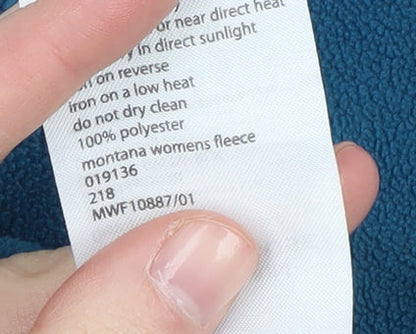 or near direct heat
in direct sunlight
on reverse
iron on a low heat
do not dry clean
100% polyester
montana womens fleece
019136
218
MWF10887/01